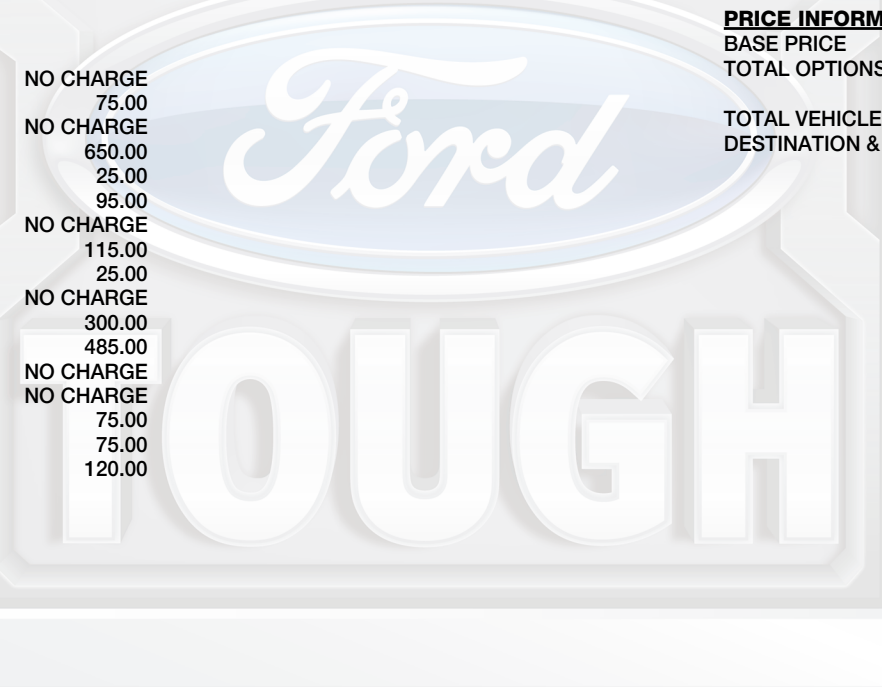 NO CHARGE
75.00
NO CHARGE
650.00
25.00
95.00
NO CHARGE
115.00
25.00
NO CHARGE
300.00
485.00
NO CHARGE
NO CHARGE
75.00
75.00
120.00
PRICE INFORM
BASE PRICE
TOTAL OPTIONS
TOTAL VEHICLE
DESTINATION &
Ford
TOUGH